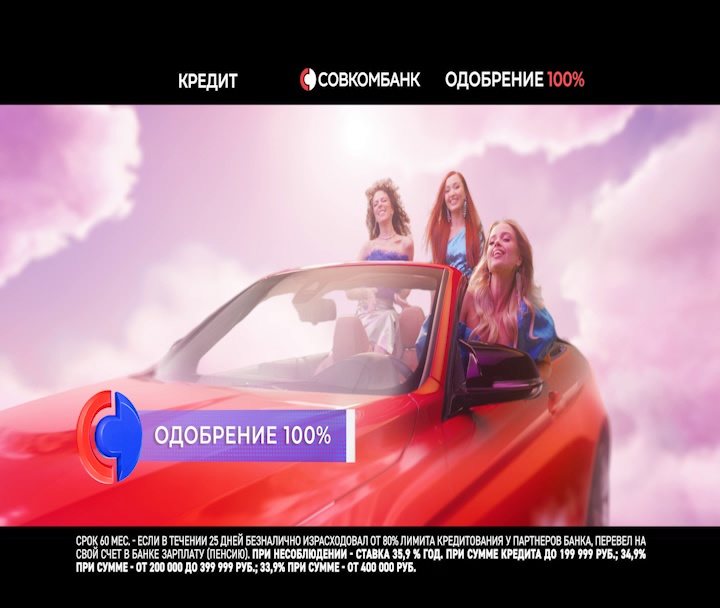 КРЕДИТ СОВКОМБАНК ОДОБРЕНИЕ 100%
ОДОБРЕНИЕ 100%
СРОК 60 МЕС. - ЕСЛИ В ТЕЧЕНИИ 25 ДНЕЙ БЕЗНАЛИЧНО ИЗРАСХОДОВАЛ ОТ 80% ЛИМИТА КРЕДИТОВАНИЯ У ПАРТНЕРОВ БАНКА, ПЕРЕВЕЛ НА
СВОЙ СЧЕТ В БАНКЕ ЗАРПЛАТУ (ПЕНСИЮ). ПРИ НЕСОБЛЮДЕНИИ - СТАВКА 35,9 % ГОД. ПРИ СУММЕ КРЕДИТА ДО 199 999 РУБ.; 34,9%
ПРИ СУММЕ - ОТ 200 000 ДО 399 999 РУБ.; 33,9% ПРИ СУММЕ - ОТ 400 000 РУБ.